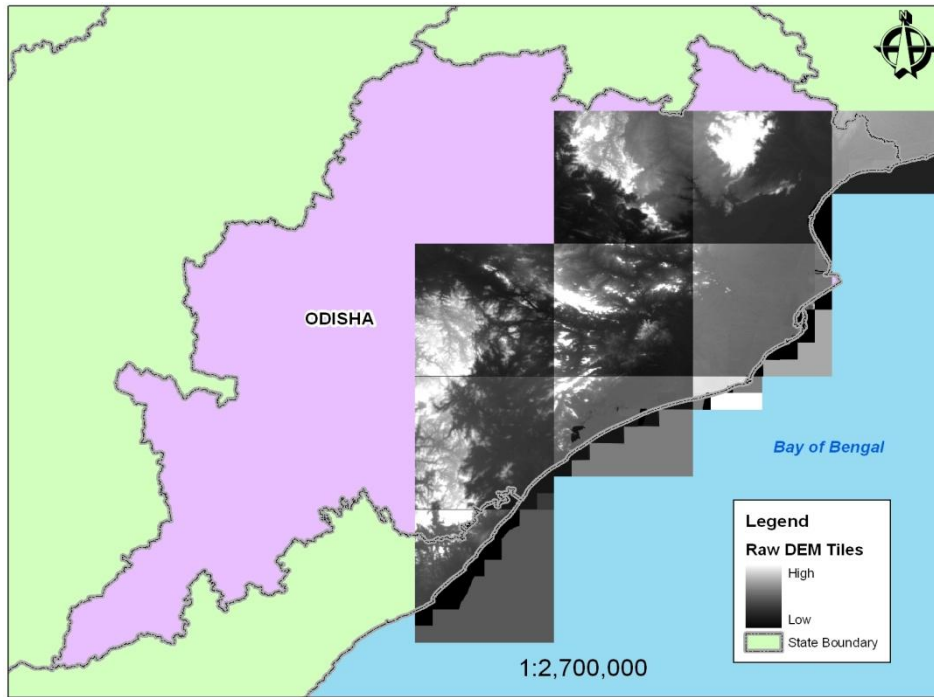 N
ODISHA
Bay of Bengal
Legend
Raw DEM Tiles
High
Low
State Boundary
1:2,700,000